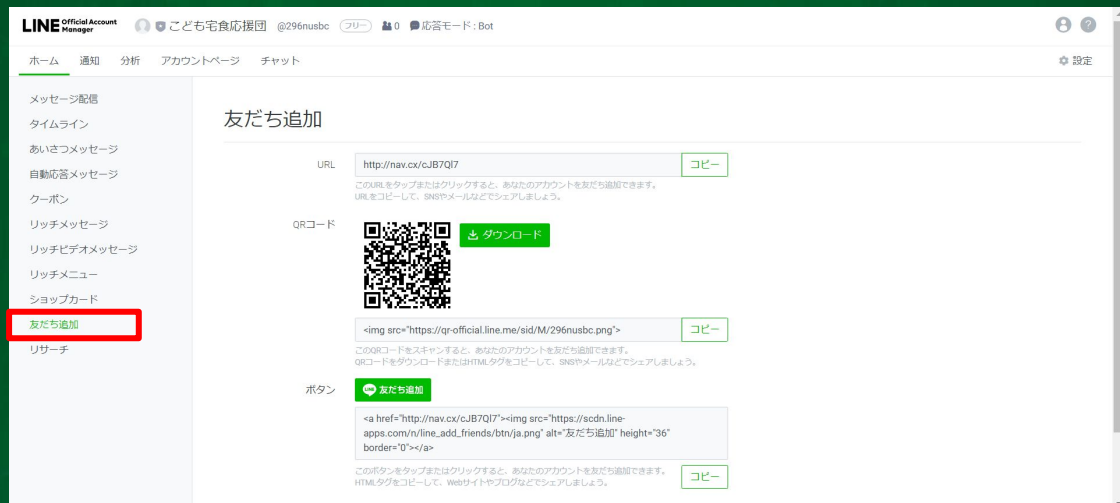 LINE Official Account Manager
こども宅食応援団 @296nusbc フリー 0 応答モード : Bot
ホーム 通知 分析 アカウントページ チャット 設定
メッセージ配信
タイムライン
あいさつメッセージ
自動応答メッセージ
クーポン
リッチメッセージ
リッチビデオメッセージ
リッチメニュー
ショップカード
友だち追加
リサーチ
友だち追加
URL http://nav.cx/cJB7Ql7 コピー
このURLをタップまたはクリックすると、あなたのアカウントを友だち追加できます。
URLをコピーして、SNSやメールなどでシェアしましょう。
QRコード ダウンロード
<img src="https://qr-official.line.me/sid/M/296nusbc.png"> コピー
このQRコードをスキャンすると、あなたのアカウントを友だち追加できます。
QRコードをダウンロードまたはHTMLタグをコピーして、SNSやメールなどでシェアしましょう。
ボタン LINE 友だち追加
<a href="http://nav.cx/cJB7Ql7"><img src="https://scdn.line-
apps.com/n/line_add_friends/btn/ja.png" alt="友だち追加" height="36"
border="0"></a>
このボタンをタップまたはクリックすると、あなたのアカウントを友だち追加できます。
HTMLタグをコピーして、Webサイトやブログなどでシェアしましょう。 コピー